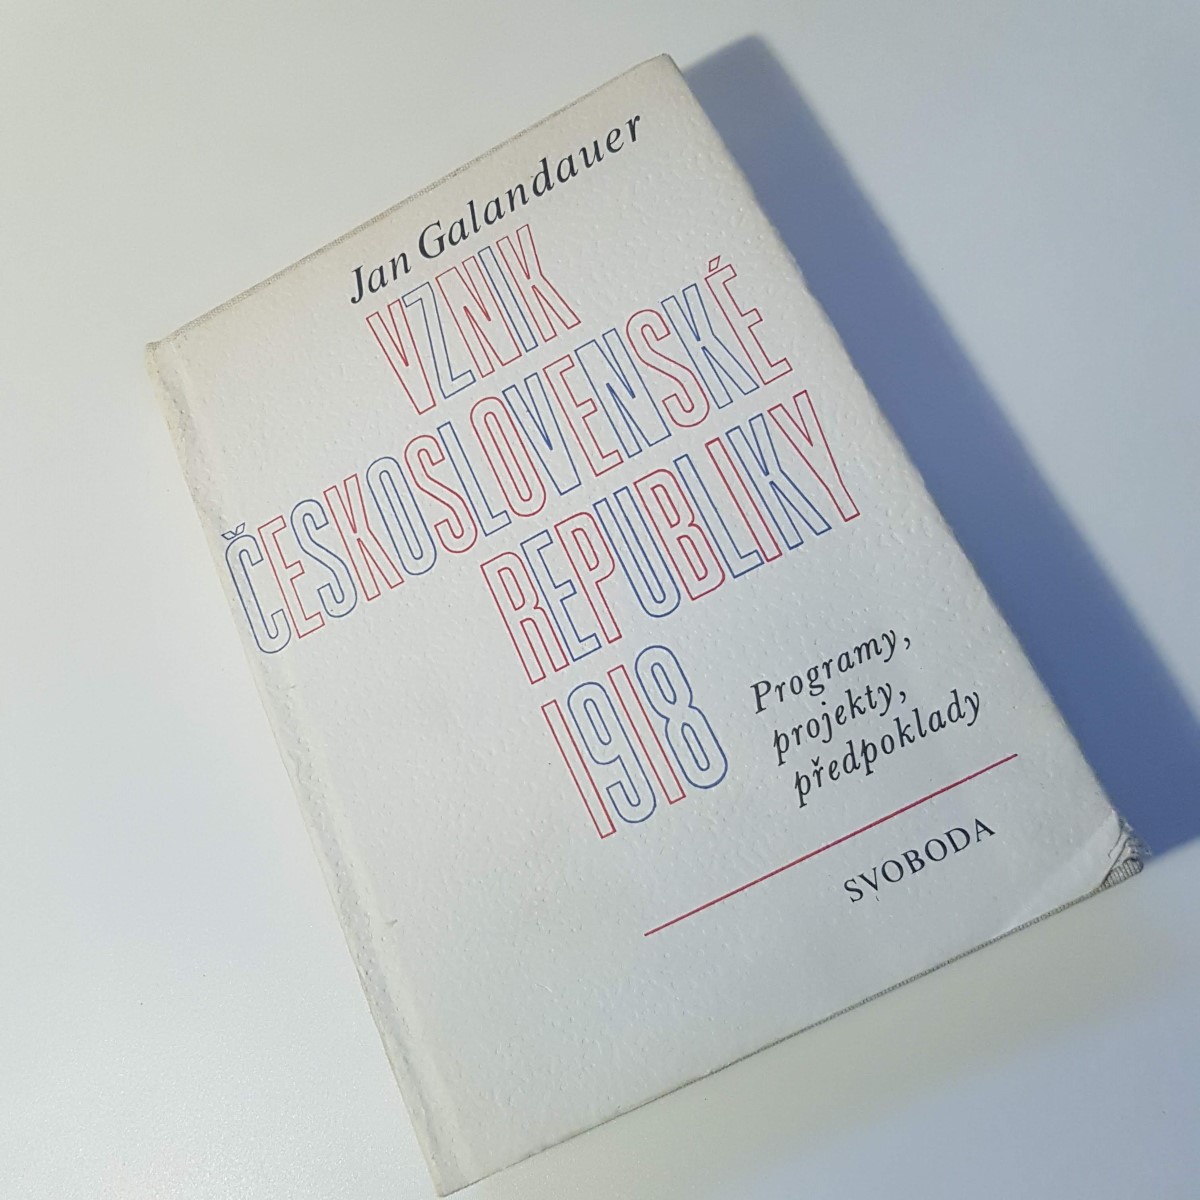 Jan Galandauer
VZNIK
ČESKOSLOVENSKÉ
REPUBLIKY
1918
Programy,
projekty,
předpoklady
SVOBODA